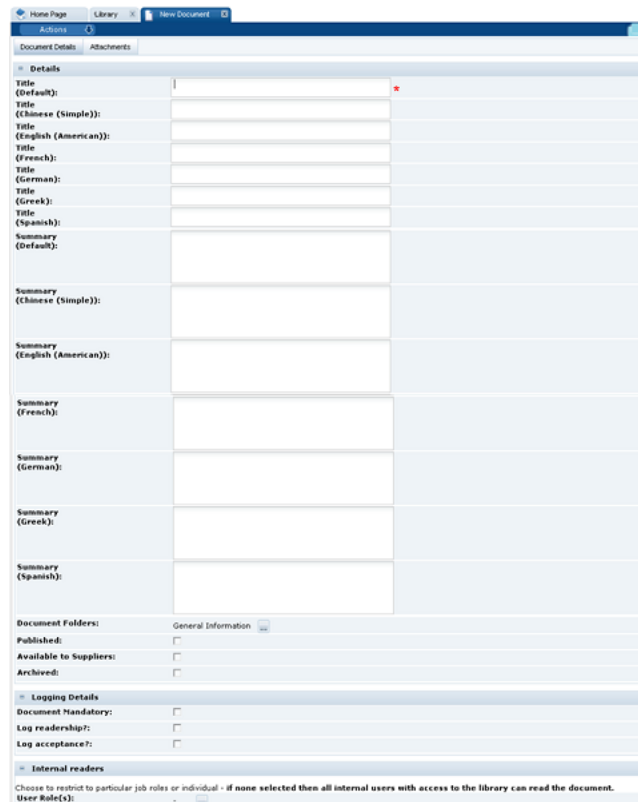 Home Page Library X New Document
Actions
Document Details Attachments
Details
Title
(Default): *
Title
(Chinese (Simple)):
Title
(English (American)):
Title
(French):
Title
(German):
Title
(Greek):
Title
(Spanish):
Summary
(Default):
Summary
(Chinese (Simple)):
Summary
(English (American)):
Summary
(French):
Summary
(German):
Summary
(Greek):
Summary
(Spanish):
Document Folders: General Information ...
Published:
Available to Suppliers:
Archived:
Logging Details
Document Mandatory:
Log readership?:
Log acceptance?:
Internal readers
Choose to restrict to particular job roles or individual - if none selected then all internal users with access to the library can read the document.
User Role(s):